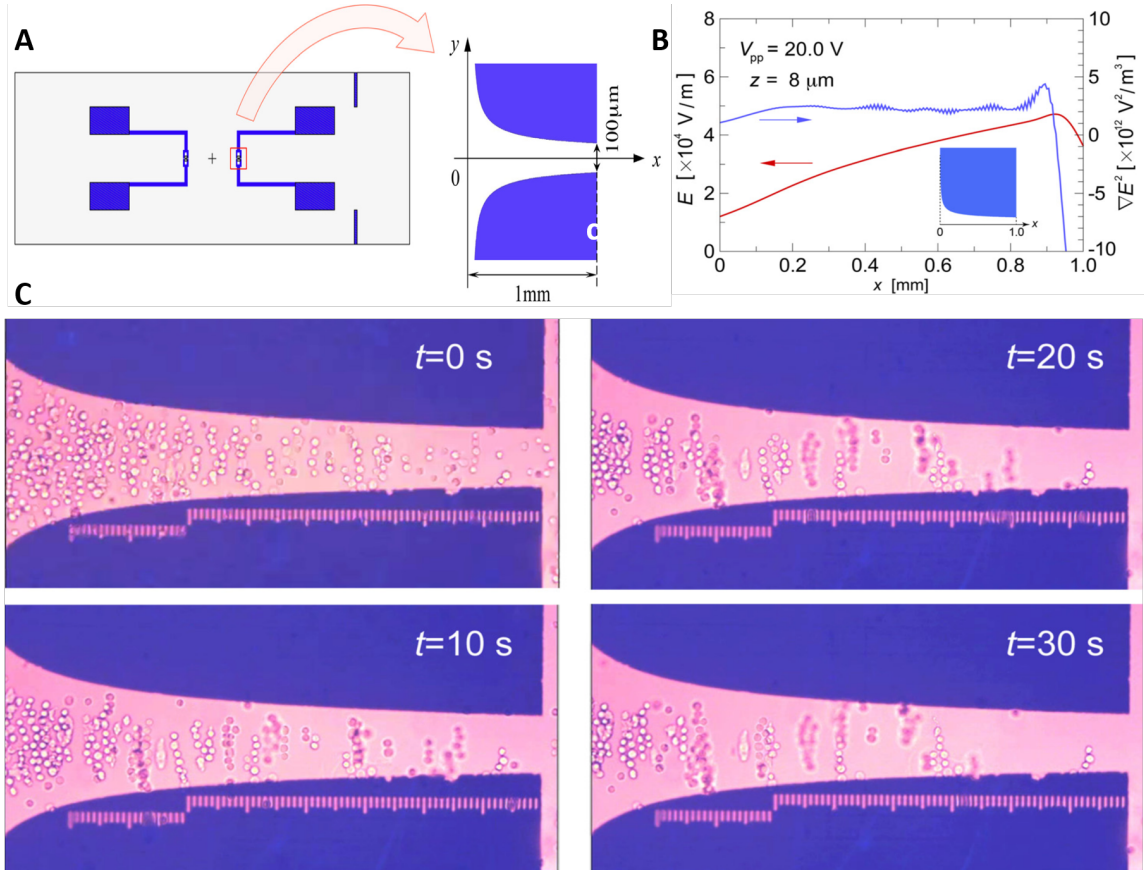 A
y
x
0
100μm
1mm
C
B
V_pp = 20.0 V
z = 8 μm
E [×10⁴ V / m]
∇E² [×10¹² V²/m³]
8
6
4
2
0
10
5
0
-5
-10
0
0.2
0.4
0.6
0.8
1.0
x [mm]
0
1.0
x
C
t=0 s
t=20 s
t=10 s
t=30 s